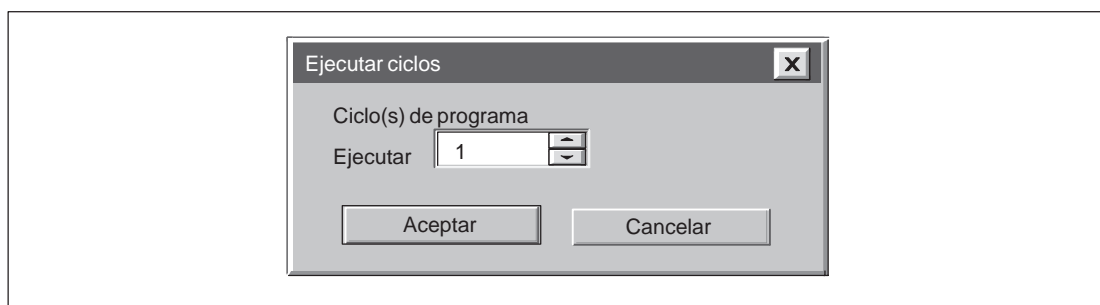 Ejecutar ciclos
Ciclo(s) de programa
Ejecutar 1
Aceptar Cancelar